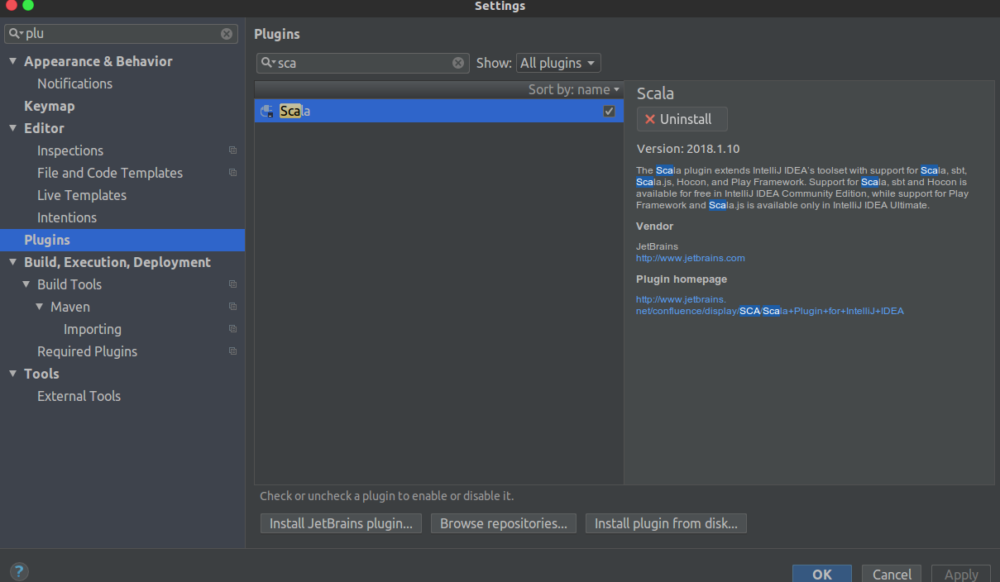 Settings
plu
Appearance & Behavior
Notifications
Keymap
Editor
Inspections
File and Code Templates
Live Templates
Intentions
Plugins
Build, Execution, Deployment
Build Tools
Maven
Importing
Required Plugins
Tools
External Tools
Plugins
sca
Show: All plugins
Sort by: name
Scala
Scala
Uninstall
Version: 2018.1.10
The Scala plugin extends IntelliJ IDEA's toolset with support for Scala, sbt,
Scala.js, Hocon, and Play Framework. Support for Scala, sbt and Hocon is
available for free in IntelliJ IDEA Community Edition, while support for Play
Framework and Scala.js is available only in IntelliJ IDEA Ultimate.
Vendor
JetBrains
http://www.jetbrains.com
Plugin homepage
http://www.jetbrains.
net/confluence/display/SCA/Scala+Plugin+for+IntelliJ+IDEA
Check or uncheck a plugin to enable or disable it.
Install JetBrains plugin...
Browse repositories...
Install plugin from disk...
?
OK
Cancel
Apply